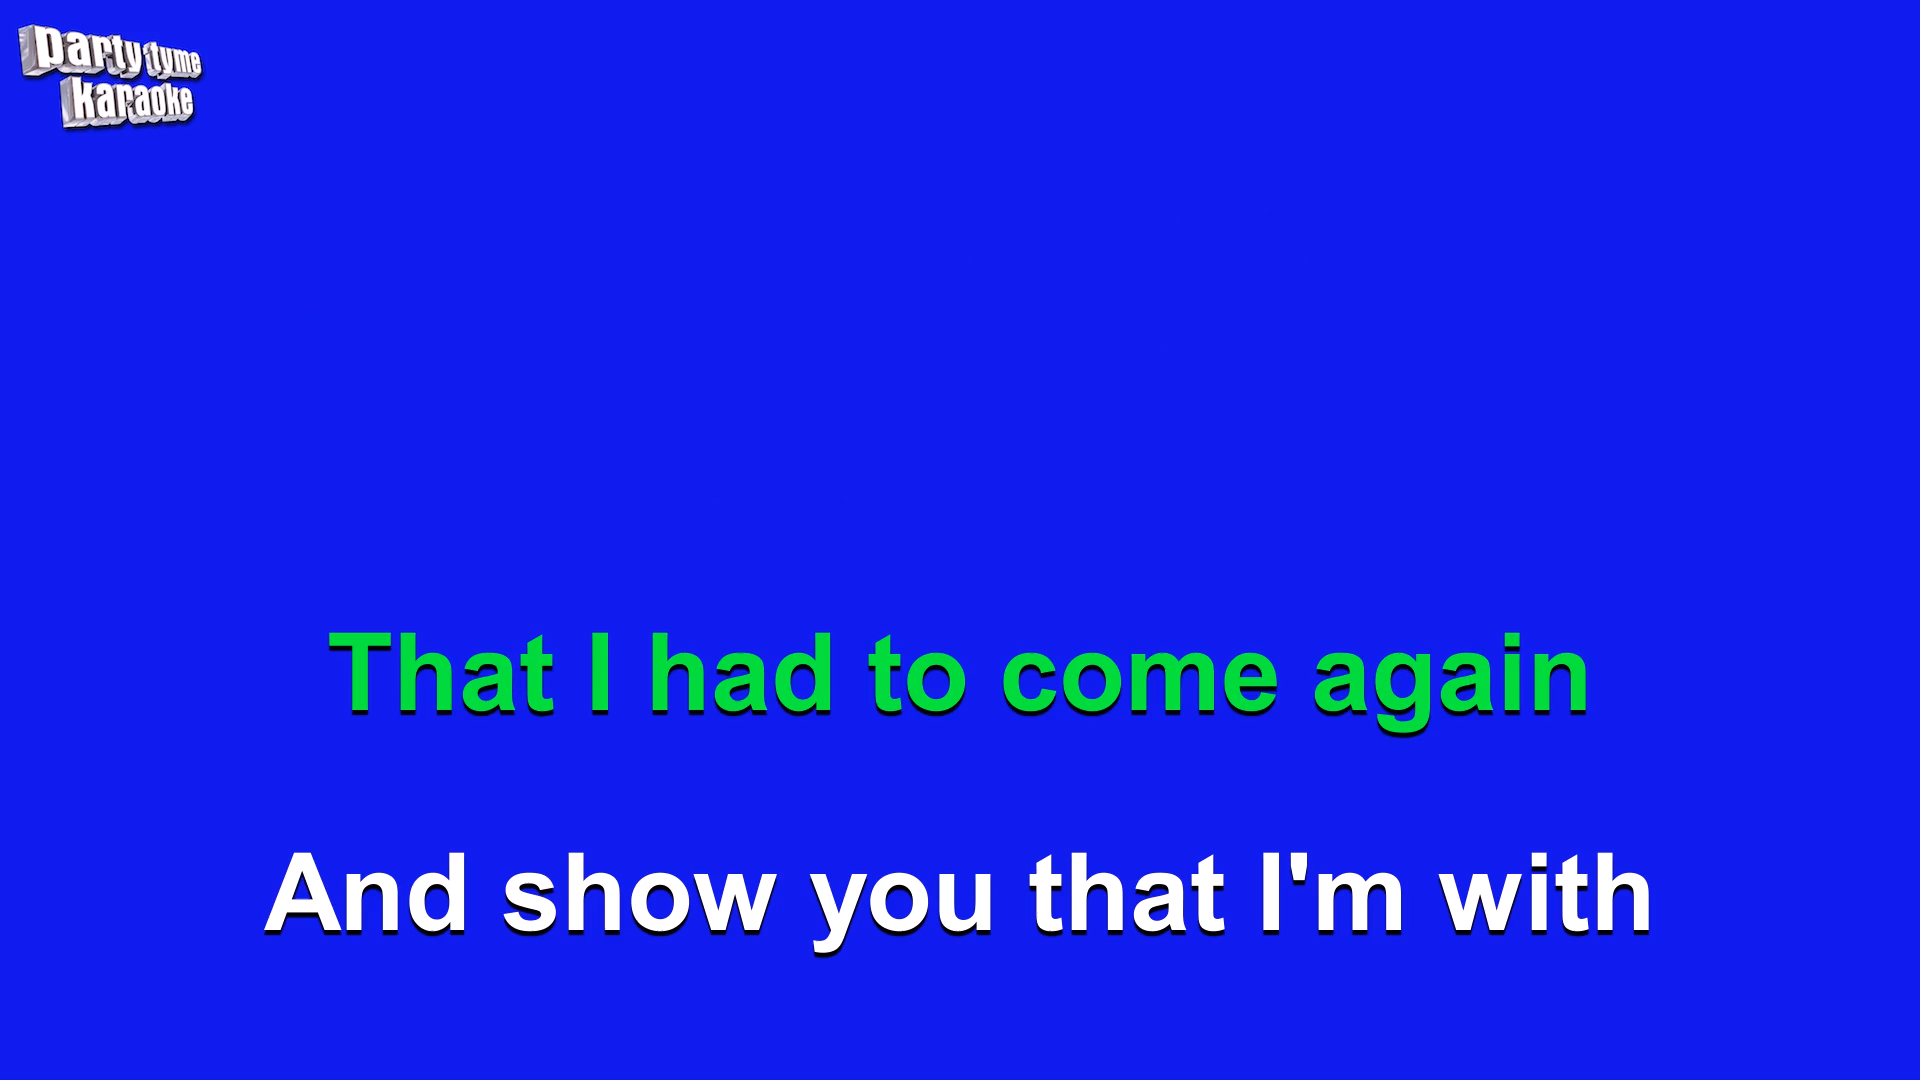 party tyme
karaoke
That I had to come again
And show you that I'm with